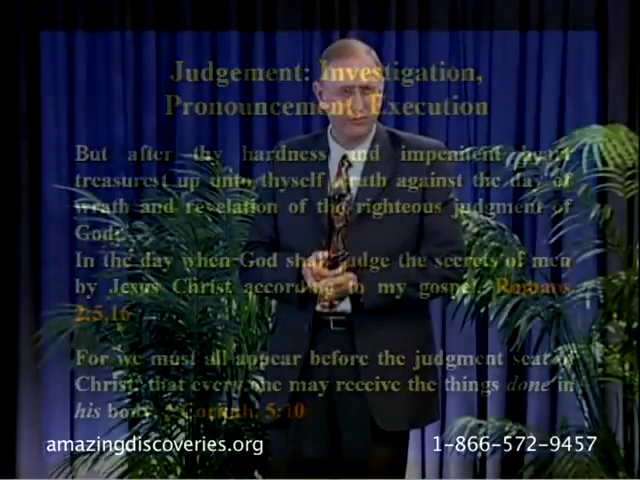 Judgement: Investigation,
Pronouncement, Execution
But after thy hardness and impenitent heart
treasurest up unto thyself wrath against the day of
wrath and revelation of the righteous judgment of
God;
In the day when God shall judge the secrets of men
by Jesus Christ according to my gospel. Romans
2:5,16
For we must all appear before the judgment seat of
Christ; that every one may receive the things done in
his body 2 Corinth. 5:10
amazingdiscoveries.org
1-866-572-9457